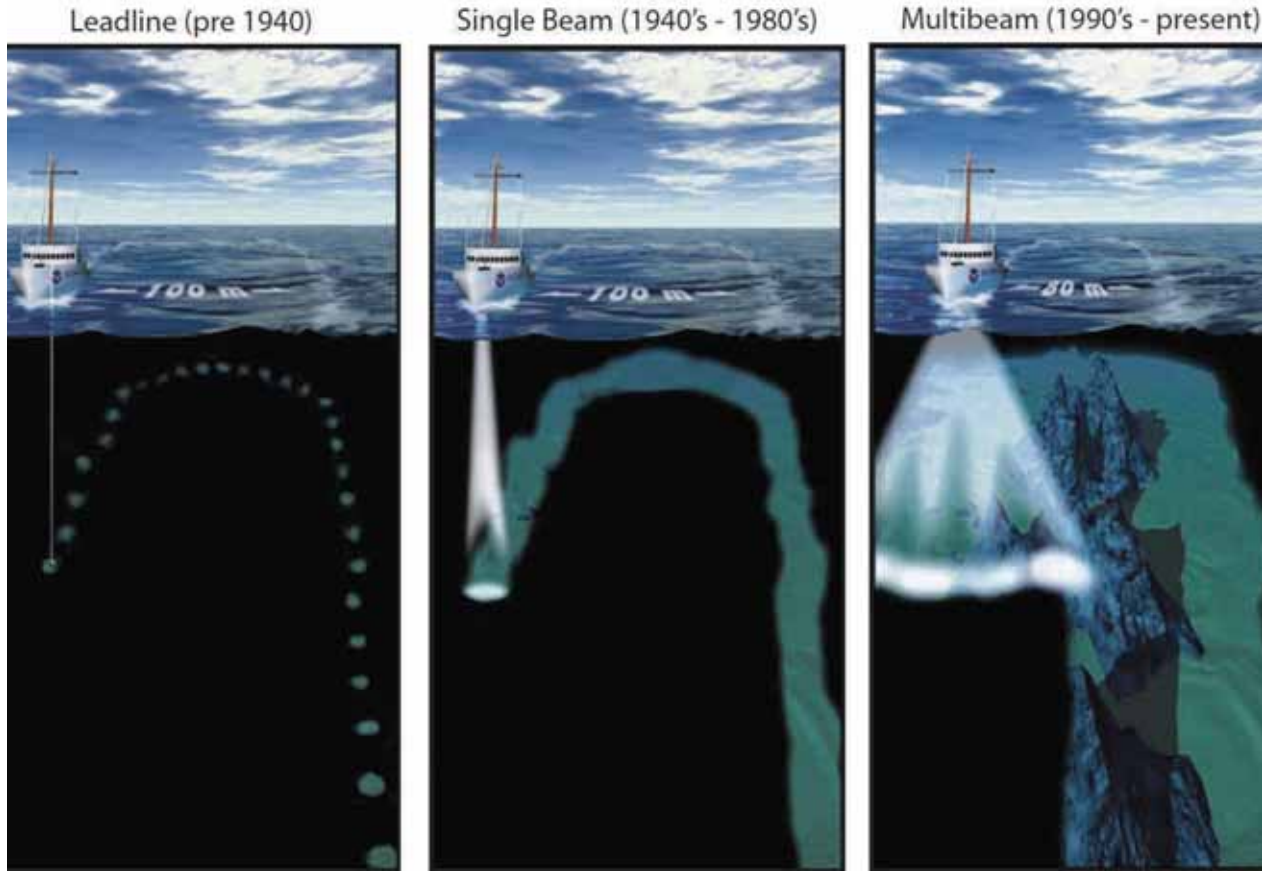 Leadline (pre 1940)
Single Beam (1940's - 1980's)
Multibeam (1990's - present)
100 m
100 m
80 m